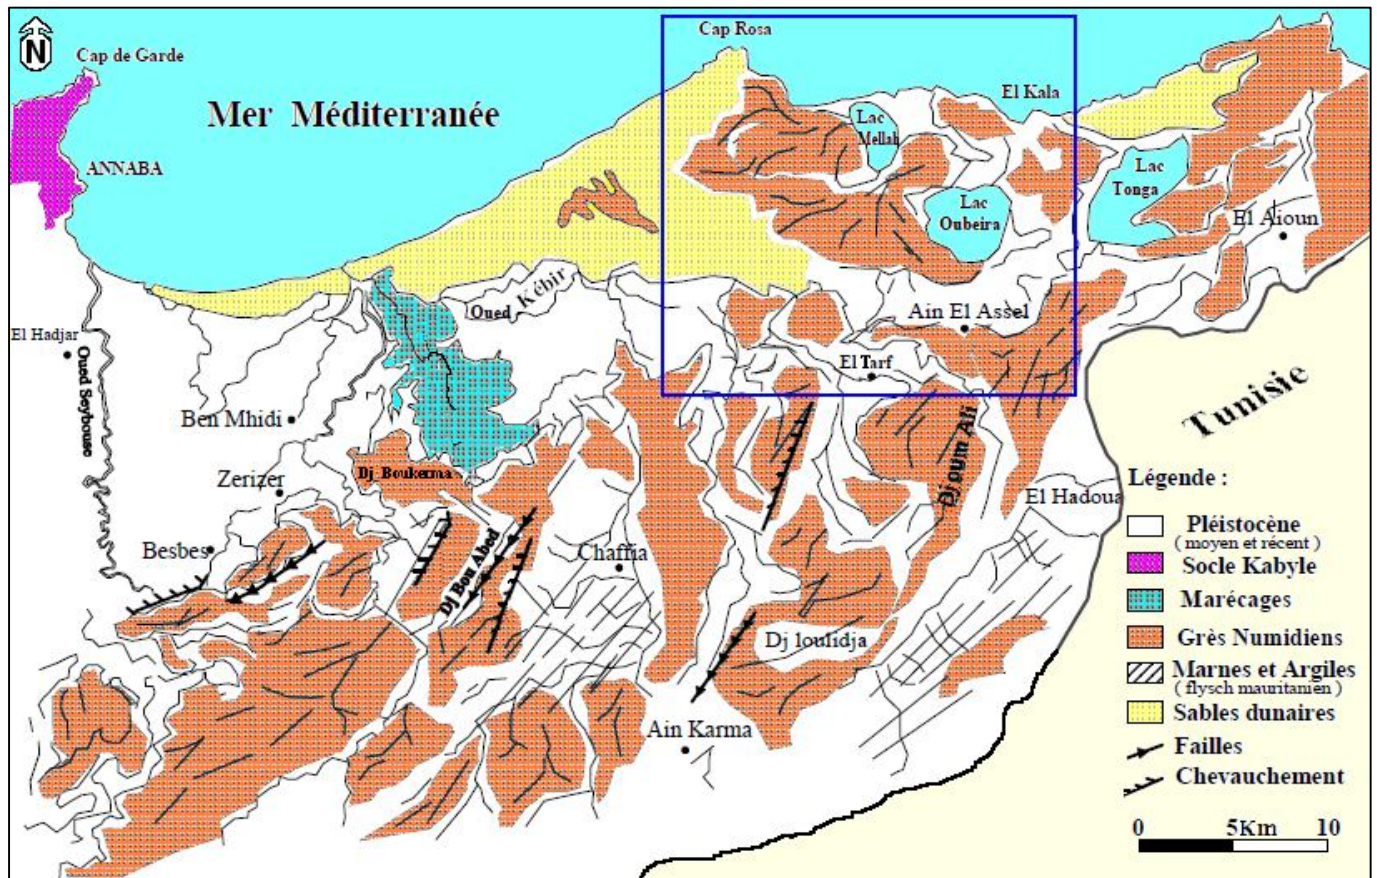 N
Cap de Garde
Cap Rosa
Mer Méditerranée
El Kala
Lac
Mellah
ANNABA
Lac
Tonga
Lac
Oubeira
El Aioun
Oued Kébir
Ain El Assel
El Hadjar
El Tarf
Oued Seybouse
Tunisie
Ben Mhidi
Dj Boukerma
Dj oum Ali
Zerizer
El Hadoua
Besbes
Chaffia
Dj Bou Abed
Dj loulidja
Ain Karma
Légende :
Pléistocène
( moyen et récent )
Socle Kabyle
Marécages
Grès Numidiens
Marnes et Argiles
( flysch mauritanien )
Sables dunaires
Failles
Chevauchement
0 5Km 10